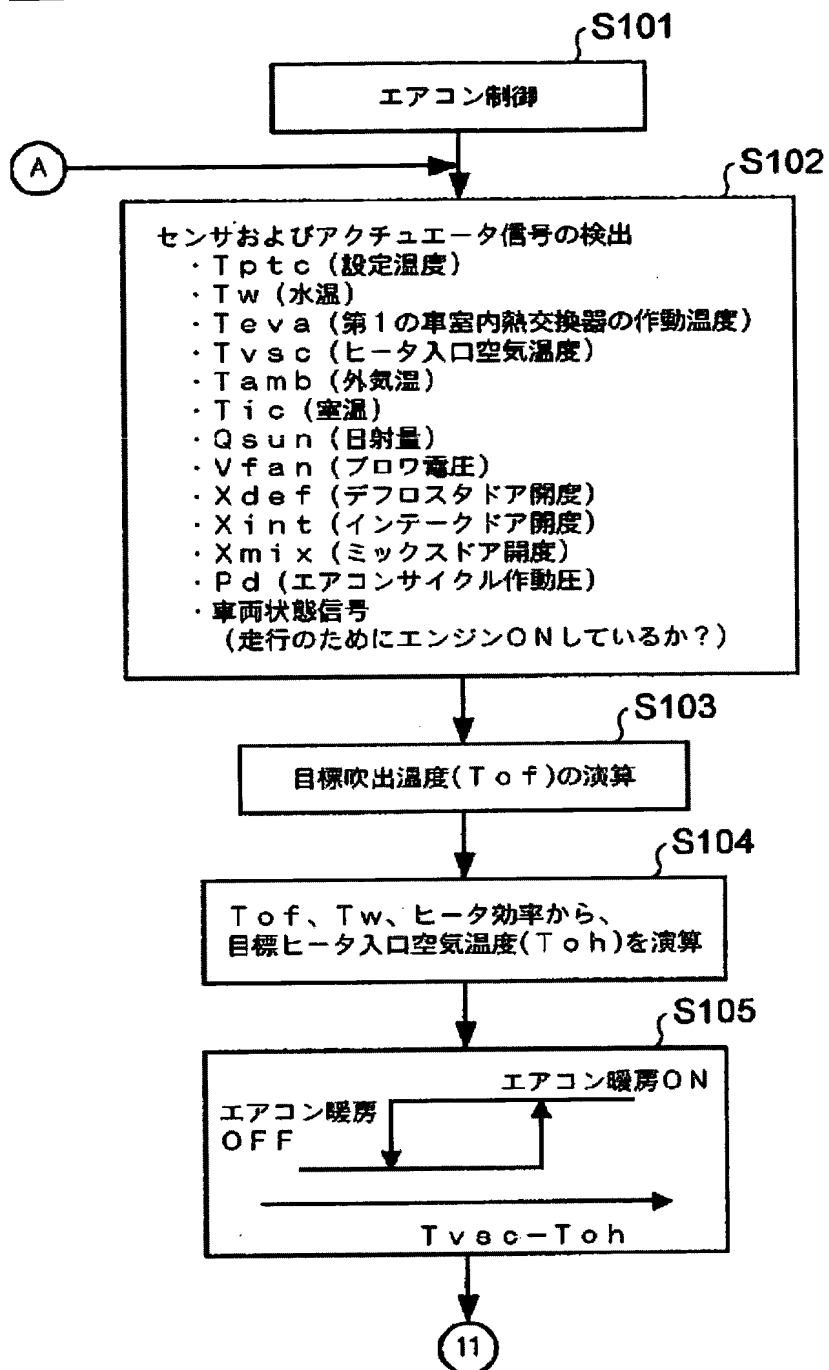 S101
エアコン制御
A
S102
センサおよびアクチュエータ信号の検出
・Tptc(設定温度)
・Tw(水温)
・Teva(第1の車室内熱交換器の作動温度)
・Tvsc(ヒータ入口空気温度)
・Tamb(外気温)
・Tic(室温)
・Qsun(日射量)
・Vfan(ブロワ電圧)
・Xdef(デフロスタドア開度)
・Xint(インテークドア開度)
・Xmix(ミックスドア開度)
・Pd(エアコンサイクル作動圧)
・車両状態信号
(走行のためにエンジンONしているか?)
S103
目標吹出温度(Tof)の演算
S104
Tof、Tw、ヒータ効率から、
目標ヒータ入口空気温度(Toh)を演算
S105
エアコン暖房ON
エアコン暖房
OFF
Tvsc-Toh
11